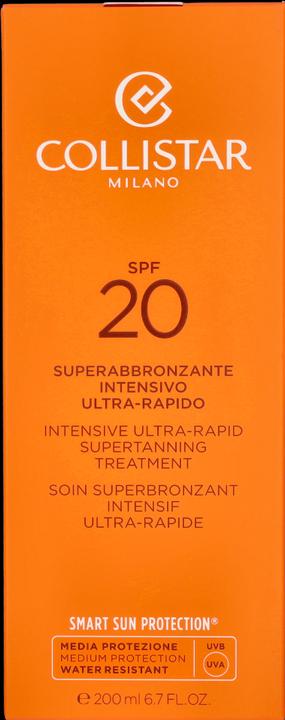 COLLISTAR
MILANO
SPF
20
SUPERABBRONZANTE
INTENSIVO
ULTRA-RAPIDO
INTENSIVE ULTRA-RAPID
SUPERTANNING
TREATMENT
SOIN SUPERBRONZANT
INTENSIF
ULTRA-RAPIDE
SMART SUN PROTECTION®
MEDIA PROTEZIONE
MEDIUM PROTECTION
WATER RESISTANT
UVB
UVA
℮ 200 ml 6.7 FL.OZ.